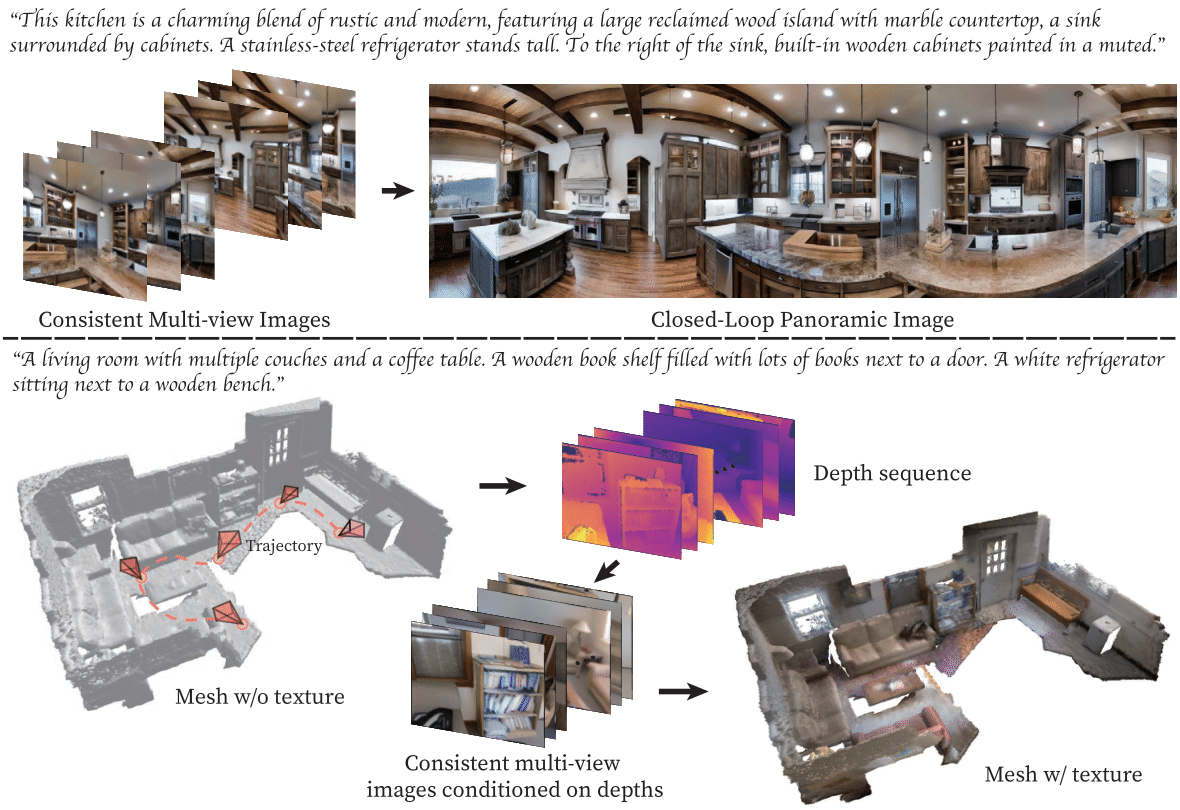 “This kitchen is a charming blend of rustic and modern, featuring a large reclaimed wood island with marble countertop, a sink
surrounded by cabinets. A stainless-steel refrigerator stands tall. To the right of the sink, built-in wooden cabinets painted in a muted.”
Consistent Multi-view Images
Closed-Loop Panoramic Image
“A living room with multiple couches and a coffee table. A wooden book shelf filled with lots of books next to a door. A white refrigerator
sitting next to a wooden bench.”
Depth sequence
Trajectory
Mesh w/o texture
Consistent multi-view
images conditioned on depths
Mesh w/ texture